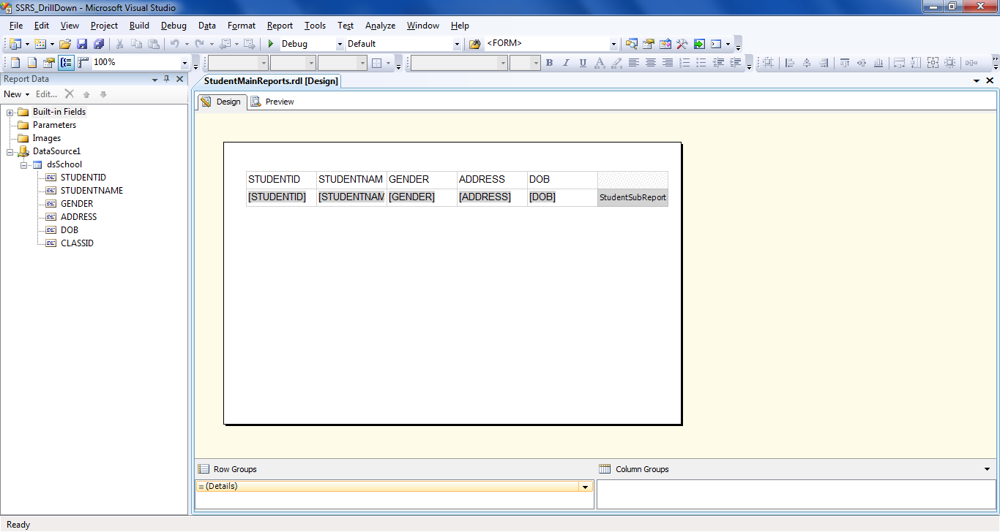 SSRS_DrillDown - Microsoft Visual Studio
File Edit View Project Build Debug Data Format Report Tools Test Analyze Window Help
Debug Default <FORM>
100% B I U A
Report Data
StudentMainReports.rdl [Design]
New Edit...
Design Preview
Built-in Fields
Parameters
Images
DataSource1
dsSchool
STUDENTID
STUDENTNAME
GENDER
ADDRESS
DOB
CLASSID
STUDENTID STUDENTNAM GENDER ADDRESS DOB
[STUDENTID] [STUDENTNAM [GENDER] [ADDRESS] [DOB] StudentSubReport
Row Groups Column Groups
(Details)
Ready